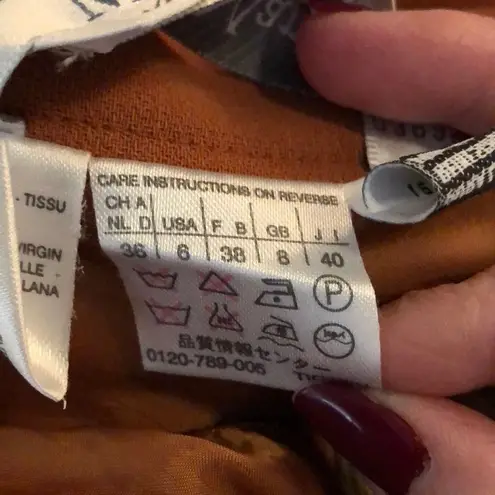 - TISSU
VIRGIN
LLE -
LANA
CARE INSTRUCTIONS ON REVERSE
CH A
NL D USA F B GB J I
36 6 38 8 40
P
品質情報センター
0120-789-005
15